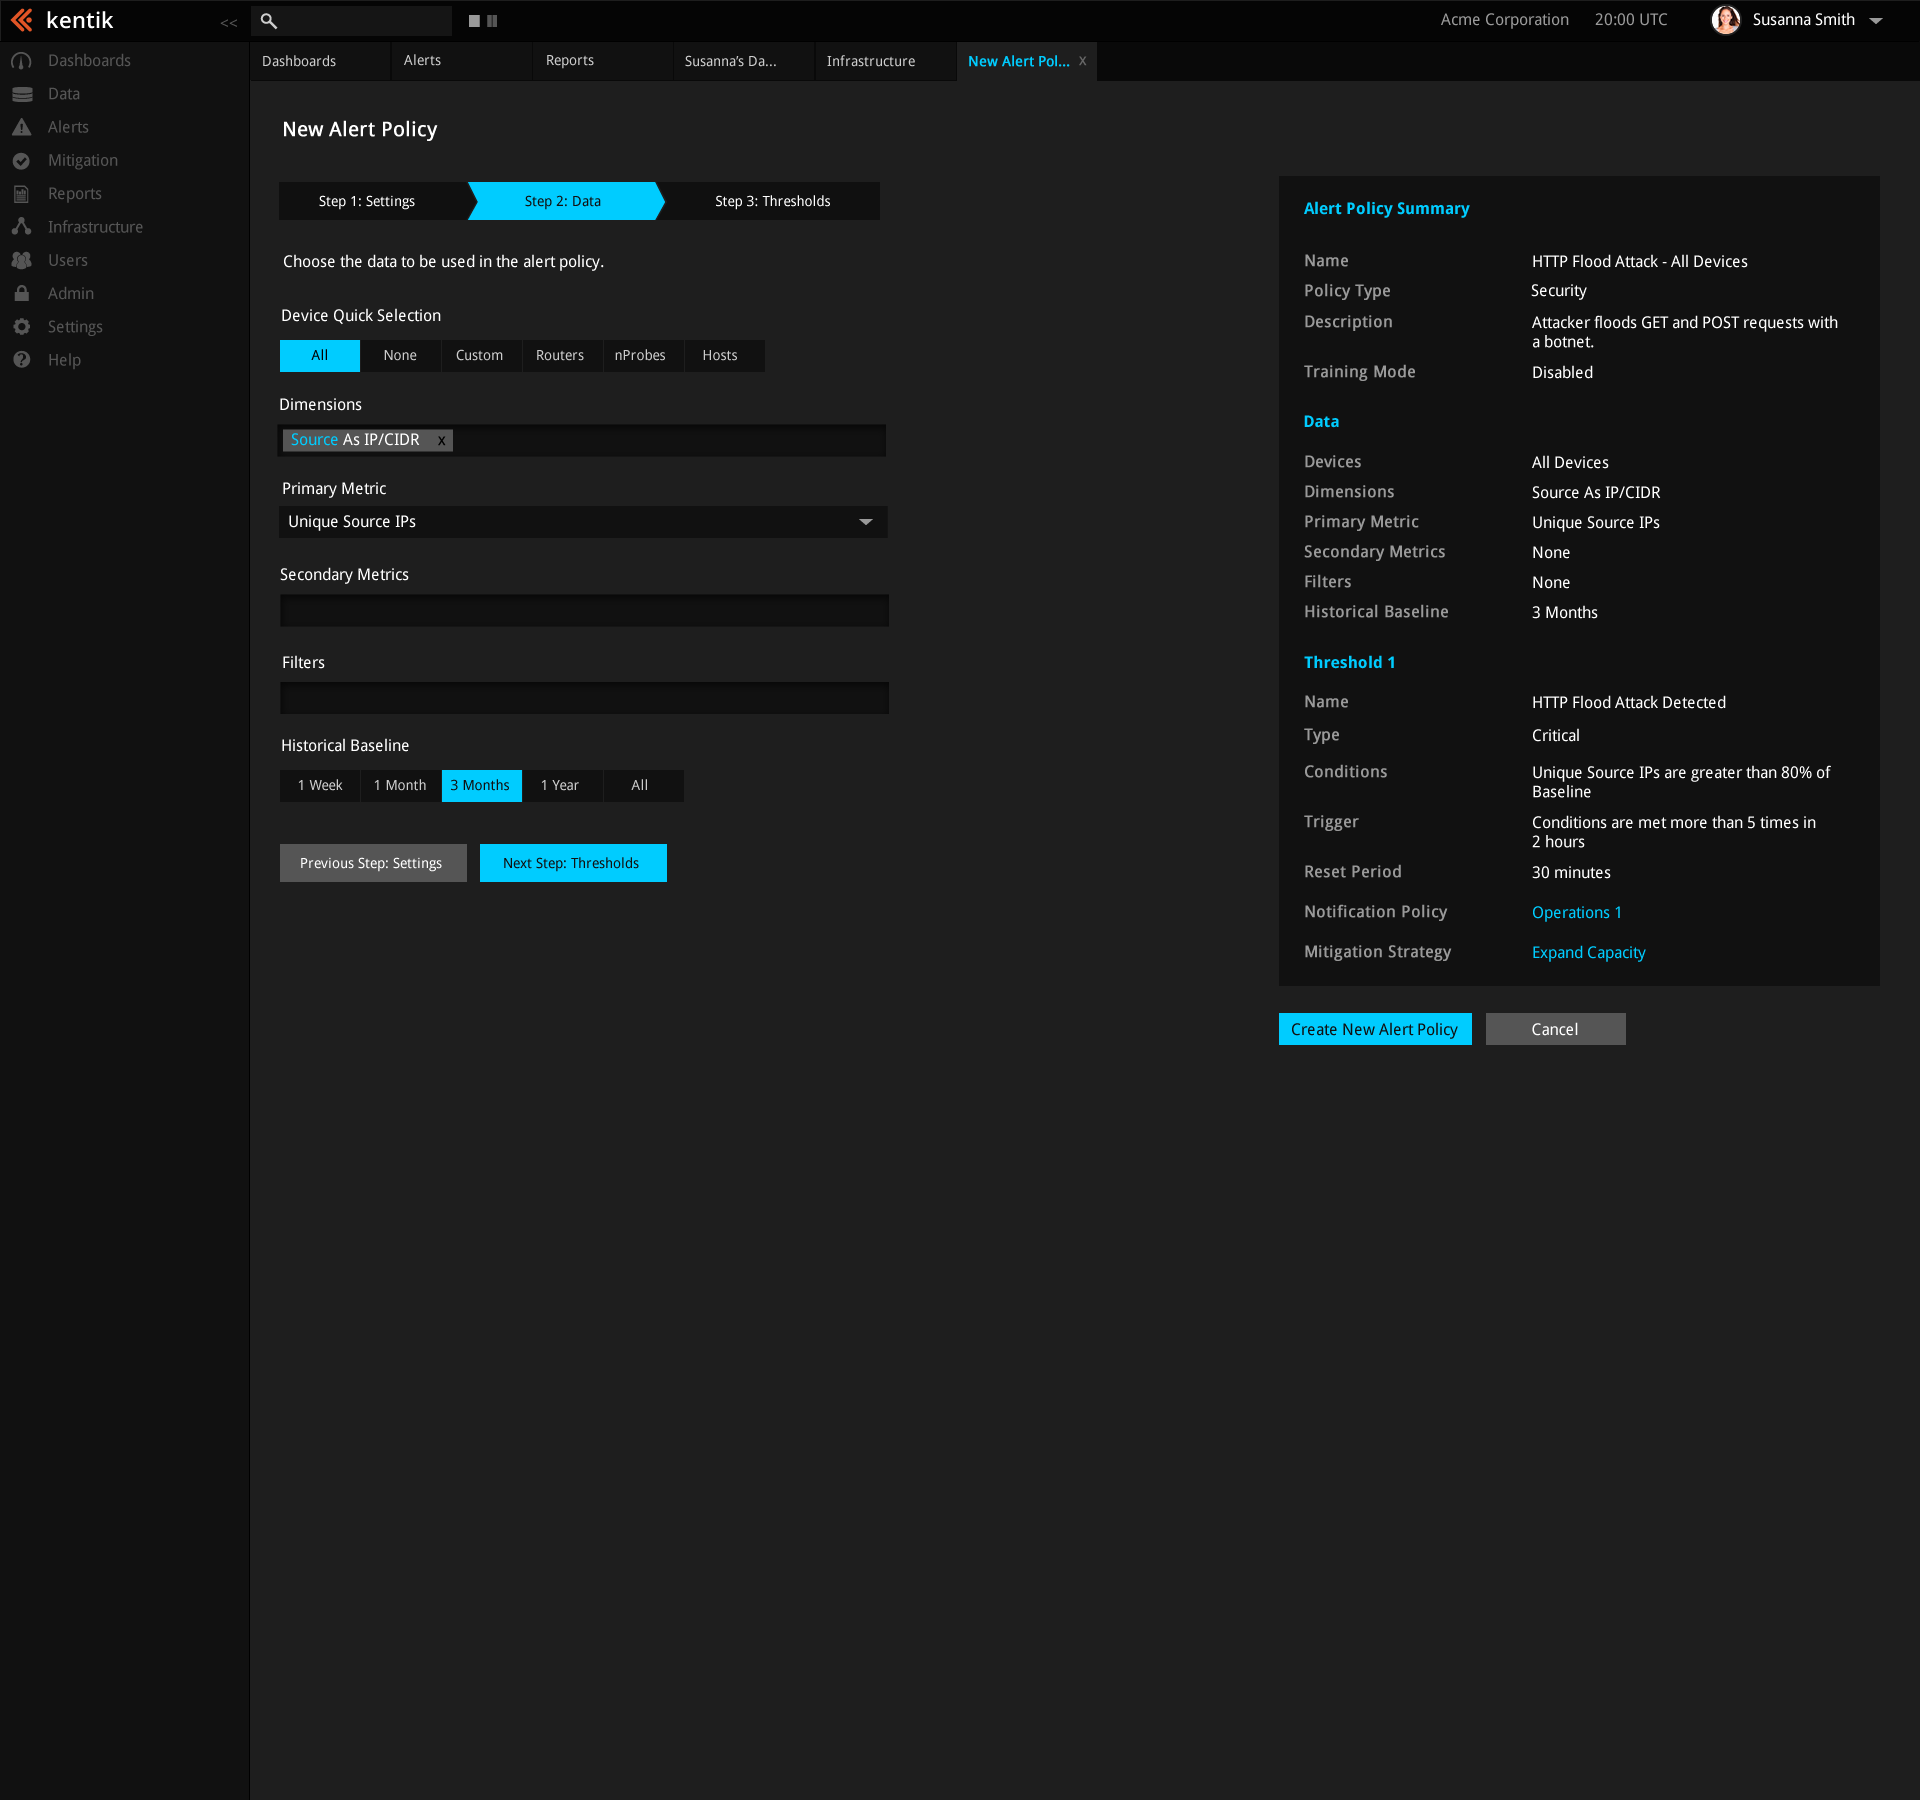 kentik
<<
Acme Corporation
20:00 UTC
Susanna Smith
Dashboards
Data
Alerts
Mitigation
Reports
Infrastructure
Users
Admin
Settings
Help
Dashboards
Alerts
Reports
Susanna’s Da...
Infrastructure
New Alert Pol... x
New Alert Policy
Step 1: Settings
Step 2: Data
Step 3: Thresholds
Choose the data to be used in the alert policy.
Device Quick Selection
All
None
Custom
Routers
nProbes
Hosts
Dimensions
Source As IP/CIDR x
Primary Metric
Unique Source IPs
Secondary Metrics
Filters
Historical Baseline
1 Week
1 Month
3 Months
1 Year
All
Previous Step: Settings
Next Step: Thresholds
Alert Policy Summary
Name HTTP Flood Attack - All Devices
Policy Type Security
Description Attacker floods GET and POST requests with
a botnet.
Training Mode Disabled
Data
Devices All Devices
Dimensions Source As IP/CIDR
Primary Metric Unique Source IPs
Secondary Metrics None
Filters None
Historical Baseline 3 Months
Threshold 1
Name HTTP Flood Attack Detected
Type Critical
Conditions Unique Source IPs are greater than 80% of
Baseline
Trigger Conditions are met more than 5 times in
2 hours
Reset Period 30 minutes
Notification Policy Operations 1
Mitigation Strategy Expand Capacity
Create New Alert Policy
Cancel